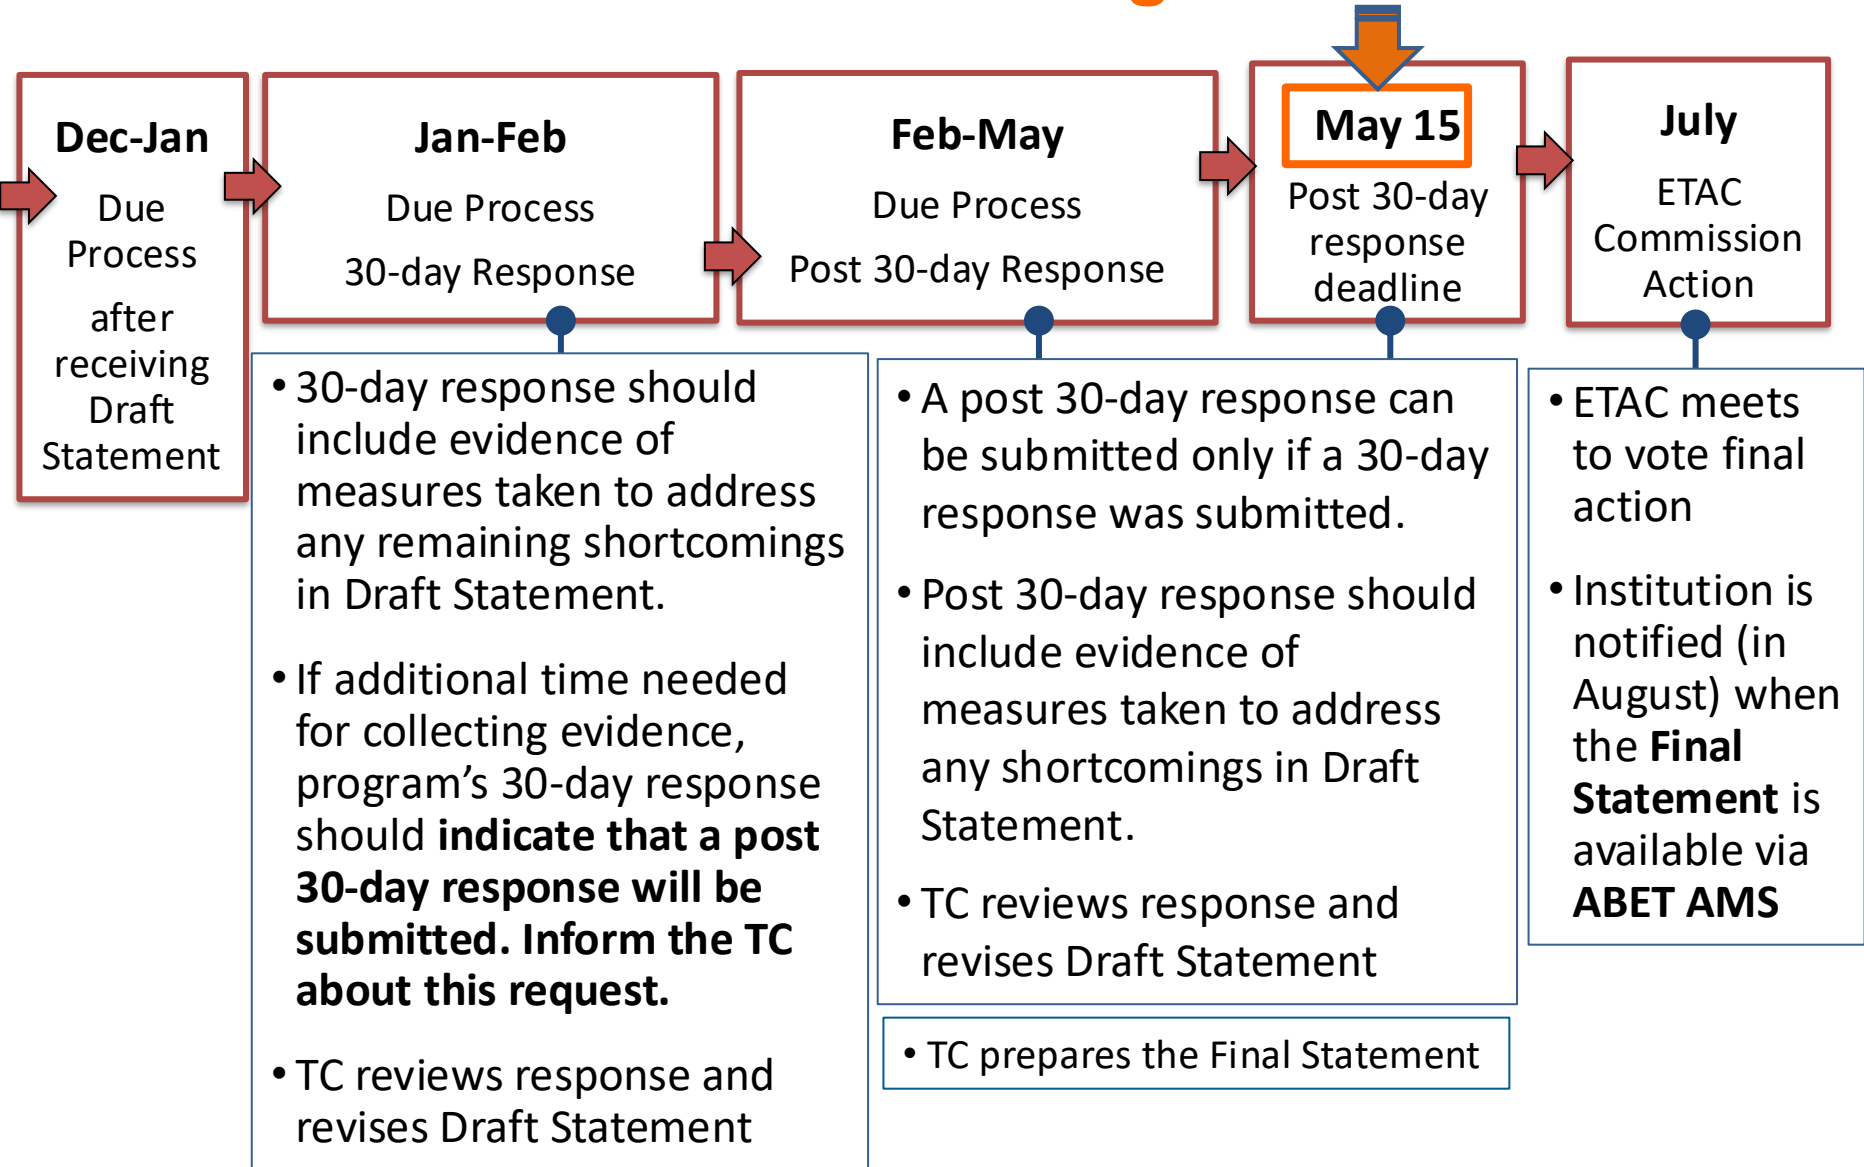 Dec-Jan
Due
Process
after
receiving
Draft
Statement
Jan-Feb
Due Process
30-day Response
Feb-May
Due Process
Post 30-day Response
May 15
Post 30-day
response
deadline
July
ETAC
Commission
Action
• 30-day response should
include evidence of
measures taken to address
any remaining shortcomings
in Draft Statement.
• If additional time needed
for collecting evidence,
program’s 30-day response
should indicate that a post
30-day response will be
submitted. Inform the TC
about this request.
• TC reviews response and
revises Draft Statement
• A post 30-day response can
be submitted only if a 30-day
response was submitted.
• Post 30-day response should
include evidence of
measures taken to address
any shortcomings in Draft
Statement.
• TC reviews response and
revises Draft Statement
• TC prepares the Final Statement
• ETAC meets
to vote final
action
• Institution is
notified (in
August) when
the Final
Statement is
available via
ABET AMS